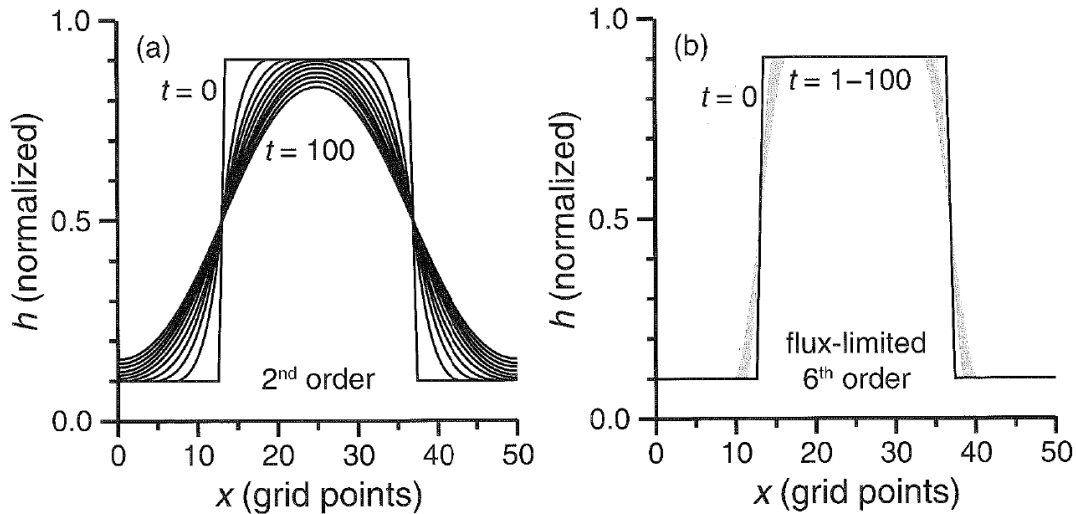 1.0
(a)
t = 0
t = 100
0.5
h (normalized)
2nd order
0.0
0 10 20 30 40 50
x (grid points)
1.0
(b)
t = 0
t = 1–100
0.5
h (normalized)
flux-limited
6th order
0.0
0 10 20 30 40 50
x (grid points)